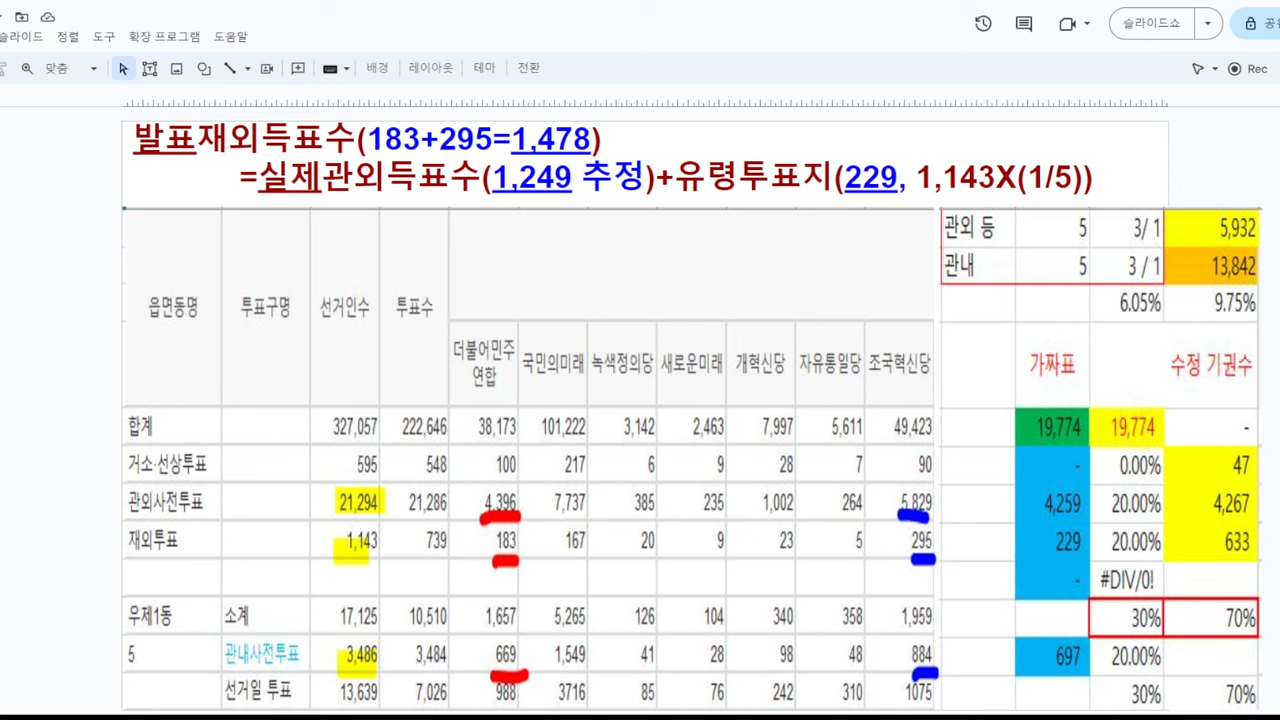 슬라이드 정렬 도구 확장 프로그램 도움말
슬라이드쇼
맞춤
배경 레이아웃 테마 전환
Rec
발표재외득표수(183+295=1,478)
=실제관외득표수(1,249 추정)+유령투표지(229, 1,143X(1/5))
읍면동명 투표구명 선거인수 투표수
더불어민주연합 국민의미래 녹색정의당 새로운미래 개혁신당 자유통일당 조국혁신당
합계 327,057 222,646 38,173 101,222 3,142 2,463 7,997 5,611 49,423
거소·선상투표 595 548 100 217 6 9 28 7 90
관외사전투표 21,294 21,286 4,396 7,737 385 235 1,002 264 5,829
재외투표 1,143 739 183 167 20 9 23 5 295
우제1동 소계 17,125 10,510 1,657 5,265 126 104 340 358 1,959
5 관내사전투표 3,486 3,484 669 1,549 41 28 98 48 884
선거일 투표 13,639 7,026 988 3716 85 76 242 310 1075
관외 등 5 3/ 1 5,932
관내 5 3 / 1 13,842
6.05% 9.75%
가짜표 수정 기권수
19,774 19,774 -
- 0.00% 47
4,259 20.00% 4,267
229 20.00% 633
- #DIV/0!
30% 70%
697 20.00%
30% 70%